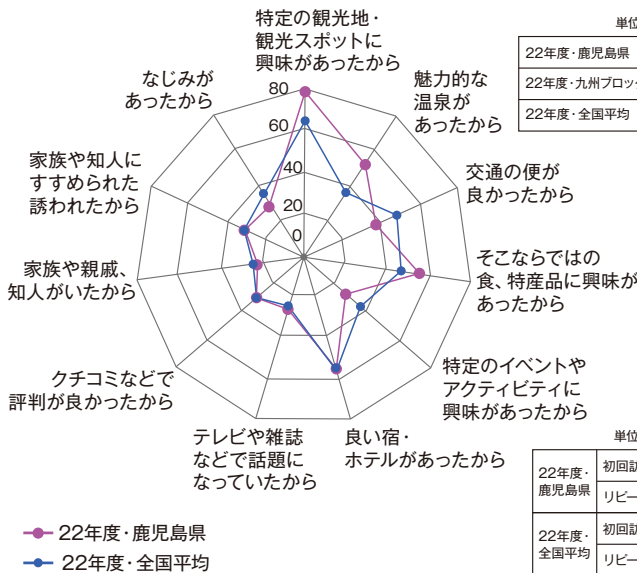 特定の観光地・
観光スポットに
興味があったから
魅力的な
温泉が
あったから
交通の便が
良かったから
そこならではの
食、特産品に興味が
あったから
特定のイベントや
アクティビティに
興味があったから
良い宿・
ホテルがあったから
テレビや雑誌
などで話題に
なっていたから
クチコミなどで
評判が良かったから
家族や親戚、
知人がいたから
家族や知人に
すすめられた
誘われたから
なじみが
あったから
80
60
40
20
0
22年度・鹿児島県
22年度・全国平均
単位
22年度・鹿児島県
22年度・九州ブロッ
22年度・全国平均
単位
22年度・
鹿児島県
初回訪
リピー
22年度・
全国平均
初回訪
リピー